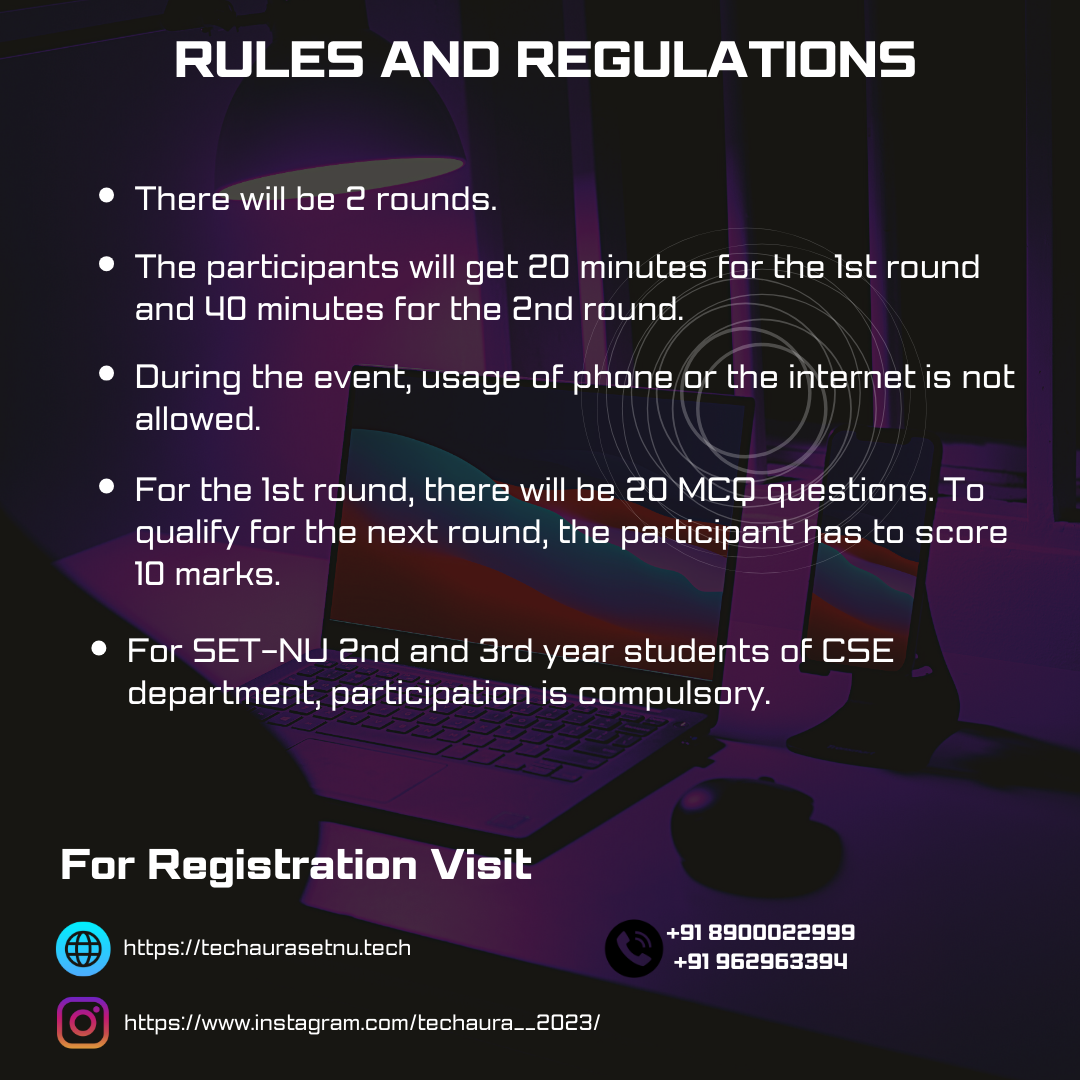 RULES AND REGULATIONS
• There will be 2 rounds.
• The participants will get 20 minutes for the 1st round
and 40 minutes for the 2nd round.
• During the event, usage of phone or the internet is not
allowed.
• For the 1st round, there will be 20 MCQ questions. To
qualify for the next round, the participant has to score
10 marks.
• For SET-NU 2nd and 3rd year students of CSE
department, participation is compulsory.
For Registration Visit
https://techaurasetnu.tech
+91 8900022999
+91 962963394
https://www.instagram.com/techaura__2023/